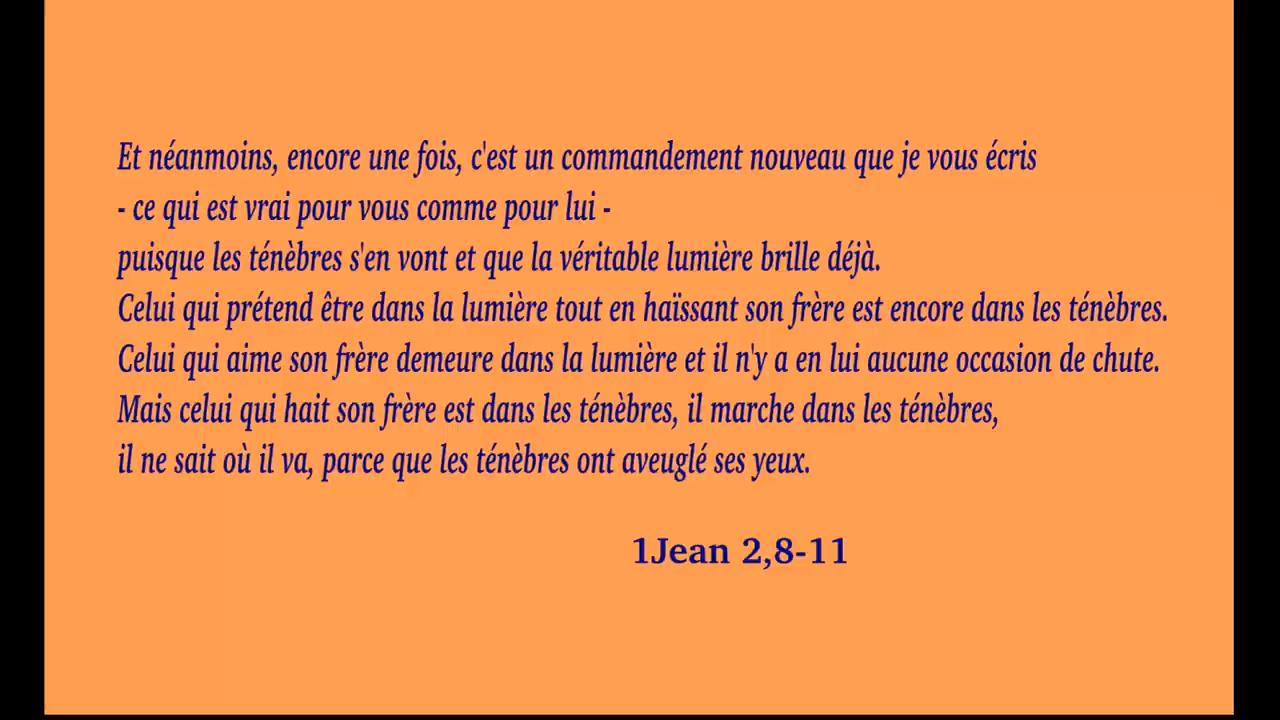 Et néanmoins, encore une fois, c'est un commandement nouveau que je vous écris
- ce qui est vrai pour vous comme pour lui -
puisque les ténèbres s'en vont et que la véritable lumière brille déjà.
Celui qui prétend être dans la lumière tout en haïssant son frère est encore dans les ténèbres.
Celui qui aime son frère demeure dans la lumière et il n'y a en lui aucune occasion de chute.
Mais celui qui hait son frère est dans les ténèbres, il marche dans les ténèbres,
il ne sait où il va, parce que les ténèbres ont aveuglé ses yeux.
1Jean 2,8-11